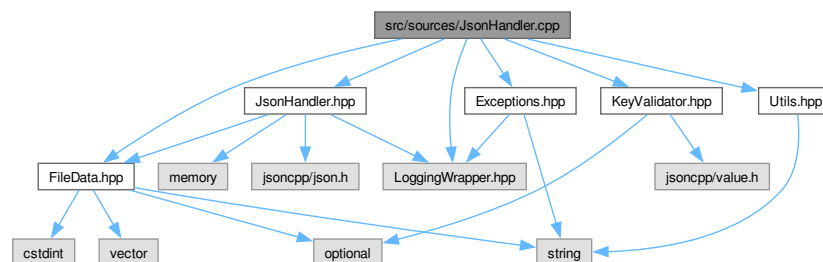 src/sources/JsonHandler.cpp
JsonHandler.hpp
Exceptions.hpp
KeyValidator.hpp
Utils.hpp
FileData.hpp
memory
jsoncpp/json.h
LoggingWrapper.hpp
jsoncpp/value.h
cstdint
vector
optional
string